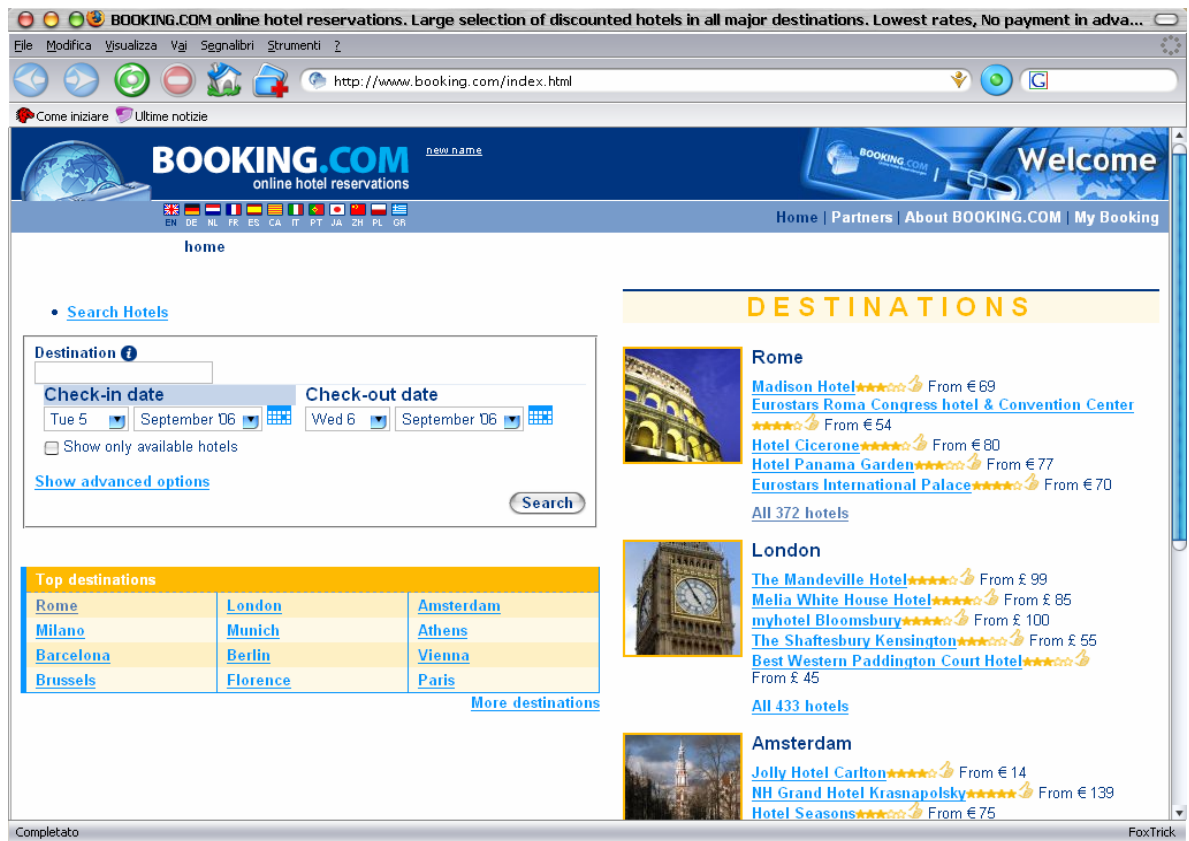 BOOKING.COM online hotel reservations. Large selection of discounted hotels in all major destinations. Lowest rates, No payment in adva...
File Modifica Visualizza Vai Segnalibri Strumenti ?
http://www.booking.com/index.html
G
Come iniziare Ultime notizie
BOOKING.COM
online hotel reservations
new name
BOOKING.COM
Welcome
EN DE NL FR ES CA IT PT JA ZH PL GR
Home | Partners | About BOOKING.COM | My Booking
home
• Search Hotels
Destination i
Check-in date Check-out date
Tue 5 September '06 Wed 6 September '06
Show only available hotels
Show advanced options
Search
Top destinations
Rome London Amsterdam
Milano Munich Athens
Barcelona Berlin Vienna
Brussels Florence Paris
More destinations
DESTINATIONS
Rome
Madison Hotel From € 69
Eurostars Roma Congress hotel & Convention Center
From € 54
Hotel Cicerone From € 80
Hotel Panama Garden From € 77
Eurostars International Palace From € 70
All 372 hotels
London
The Mandeville Hotel From £ 99
Melia White House Hotel From £ 85
myhotel Bloomsbury From £ 100
The Shaftesbury Kensington From £ 55
Best Western Paddington Court Hotel
From £ 45
All 433 hotels
Amsterdam
Jolly Hotel Carlton From € 14
NH Grand Hotel Krasnapolsky From € 139
Hotel Seasons From € 75
Completato FoxTrick